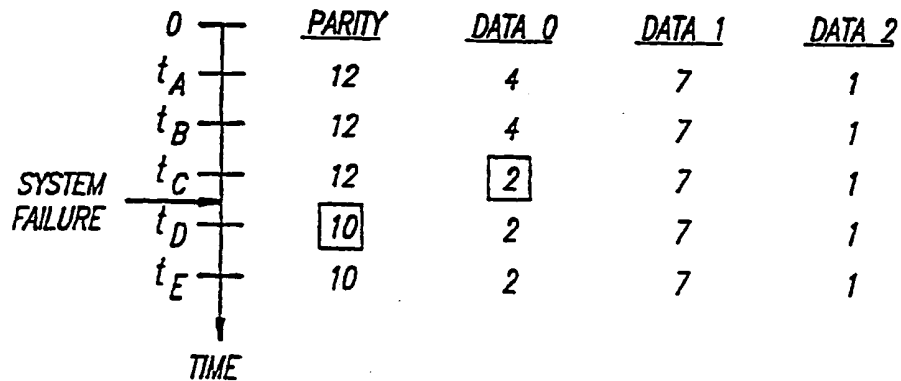 0 PARITY DATA 0 DATA 1 DATA 2
tA 12 4 7 1
tB 12 4 7 1
tC 12 2 7 1
SYSTEM
FAILURE
tD 10 2 7 1
tE 10 2 7 1
TIME